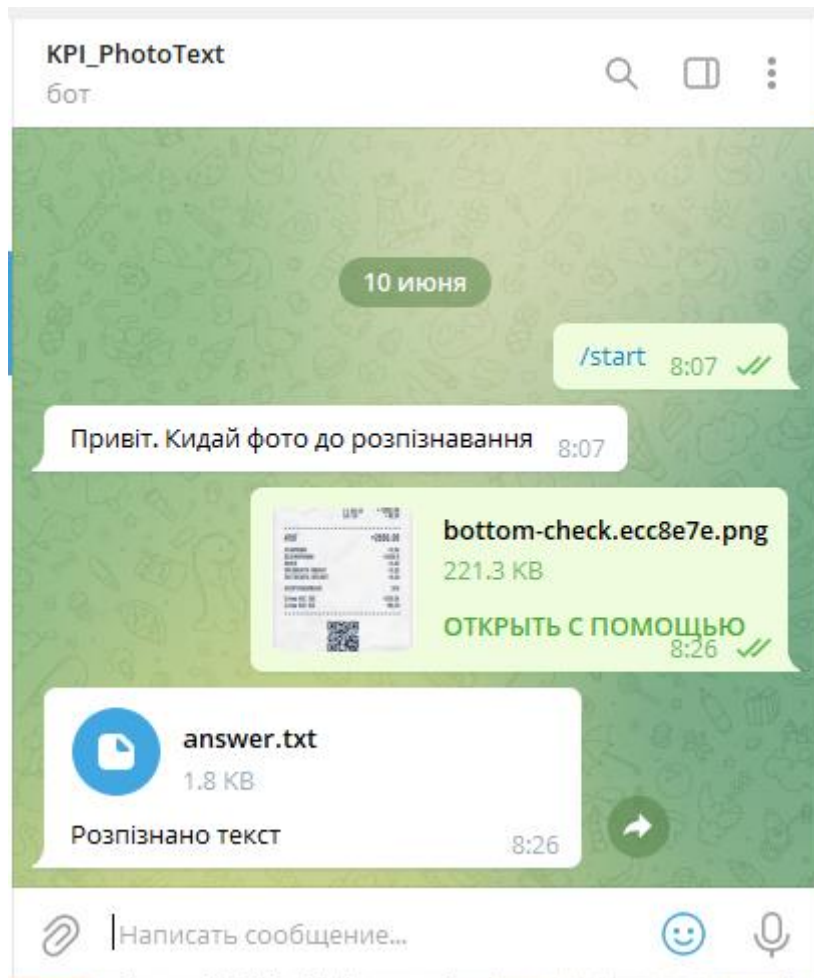 KPI_PhotoText
бот
10 июня
/start 8:07
Привіт. Кидай фото до розпізнавання 8:07
bottom-check.ecc8e7e.png
221.3 KB
ОТКРЫТЬ С ПОМОЩЬЮ
8:26
answer.txt
1.8 KB
Розпізнано текст 8:26
Написать сообщение...